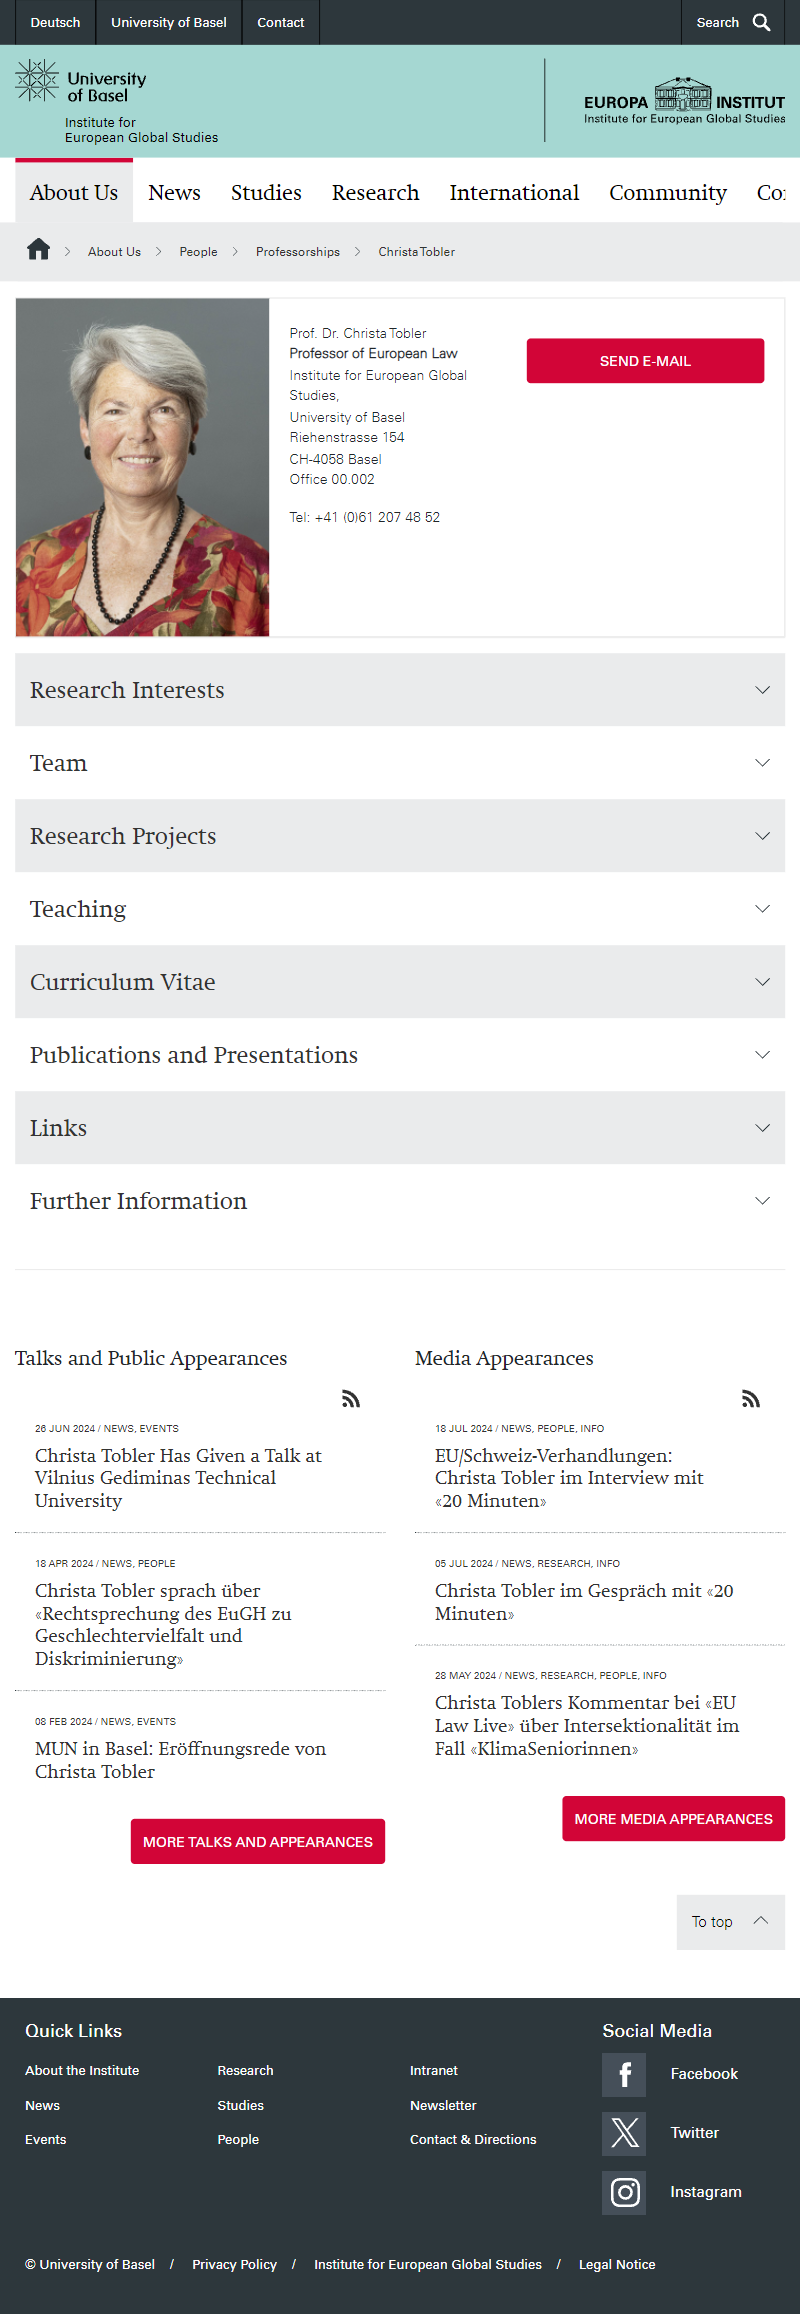 Deutsch
University of Basel
Contact
Search
University
of Basel
Institute for
European Global Studies
EUROPA INSTITUT
Institute for European Global Studies
About Us
News
Studies
Research
International
Community
Co
About Us
People
Professorships
Christa Tobler
Prof. Dr. Christa Tobler
Professor of European Law
Institute for European Global
Studies,
University of Basel
Riehenstrasse 154
CH-4058 Basel
Office 00.002
Tel: +41 (0)61 207 48 52
SEND E-MAIL
Research Interests
Team
Research Projects
Teaching
Curriculum Vitae
Publications and Presentations
Links
Further Information
Talks and Public Appearances
26 JUN 2024 / NEWS, EVENTS
Christa Tobler Has Given a Talk at
Vilnius Gediminas Technical
University
18 APR 2024 / NEWS, PEOPLE
Christa Tobler sprach über
«Rechtsprechung des EuGH zu
Geschlechtervielfalt und
Diskriminierung»
08 FEB 2024 / NEWS, EVENTS
MUN in Basel: Eröffnungsrede von
Christa Tobler
MORE TALKS AND APPEARANCES
Media Appearances
18 JUL 2024 / NEWS, PEOPLE, INFO
EU/Schweiz-Verhandlungen:
Christa Tobler im Interview mit
«20 Minuten»
05 JUL 2024 / NEWS, RESEARCH, INFO
Christa Tobler im Gespräch mit «20
Minuten»
28 MAY 2024 / NEWS, RESEARCH, PEOPLE, INFO
Christa Toblers Kommentar bei «EU
Law Live» über Intersektionalität im
Fall «KlimaSeniorinnen»
MORE MEDIA APPEARANCES
To top
Quick Links
About the Institute
News
Events
Research
Studies
People
Intranet
Newsletter
Contact & Directions
Social Media
Facebook
Twitter
Instagram
© University of Basel / Privacy Policy / Institute for European Global Studies / Legal Notice